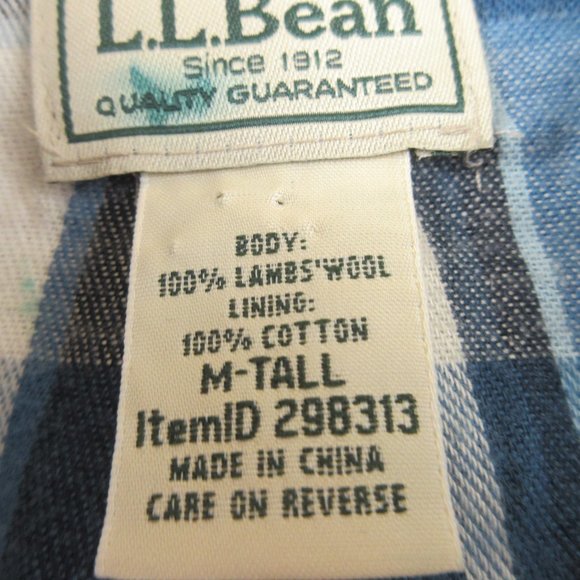 L.L.Bean
Since 1912
QUALITY GUARANTEED
BODY:
100% LAMBS'WOOL
LINING:
100% COTTON
M-TALL
ItemID 298313
MADE IN CHINA
CARE ON REVERSE